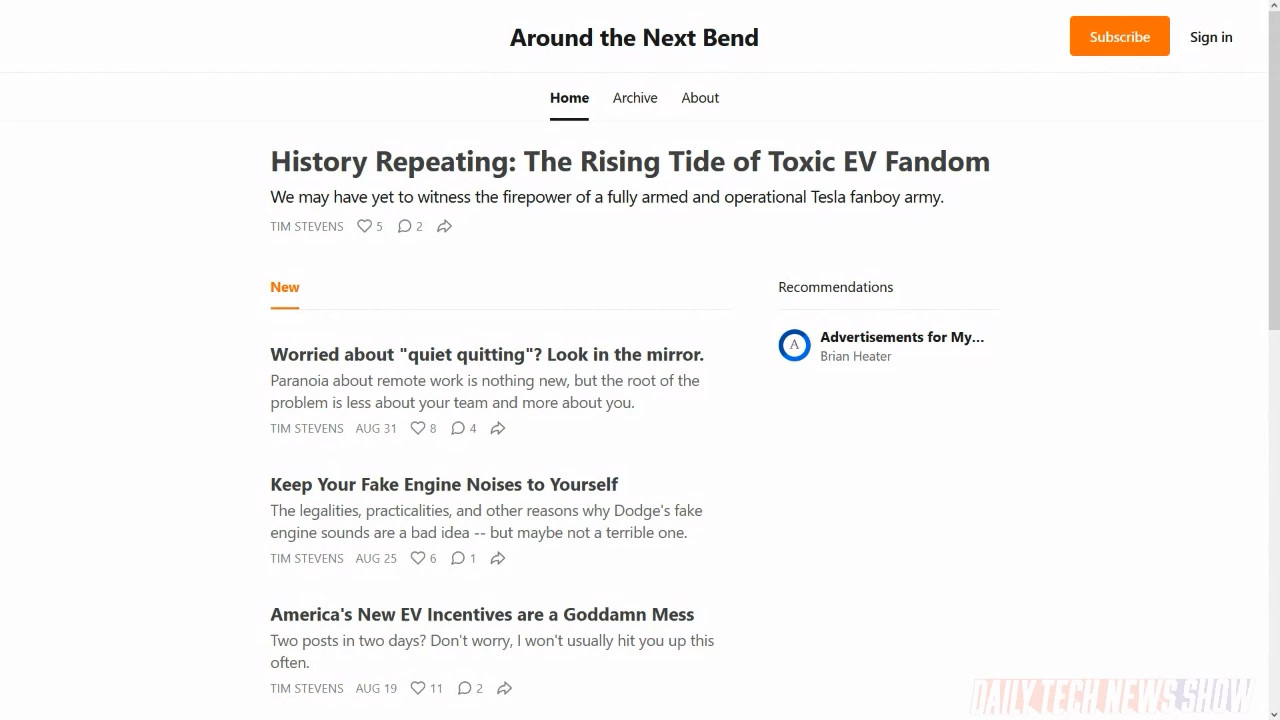 Around the Next Bend
Subscribe
Sign in
Home
Archive
About
History Repeating: The Rising Tide of Toxic EV Fandom
We may have yet to witness the firepower of a fully armed and operational Tesla fanboy army.
TIM STEVENS 5 2
New
Recommendations
Worried about "quiet quitting"? Look in the mirror.
Paranoia about remote work is nothing new, but the root of the
problem is less about your team and more about you.
TIM STEVENS AUG 31 8 4
A
Advertisements for My...
Brian Heater
Keep Your Fake Engine Noises to Yourself
The legalities, practicalities, and other reasons why Dodge's fake
engine sounds are a bad idea -- but maybe not a terrible one.
TIM STEVENS AUG 25 6 1
America's New EV Incentives are a Goddamn Mess
Two posts in two days? Don't worry, I won't usually hit you up this
often.
TIM STEVENS AUG 19 11 2
DAILY TECH NEWS SHOW